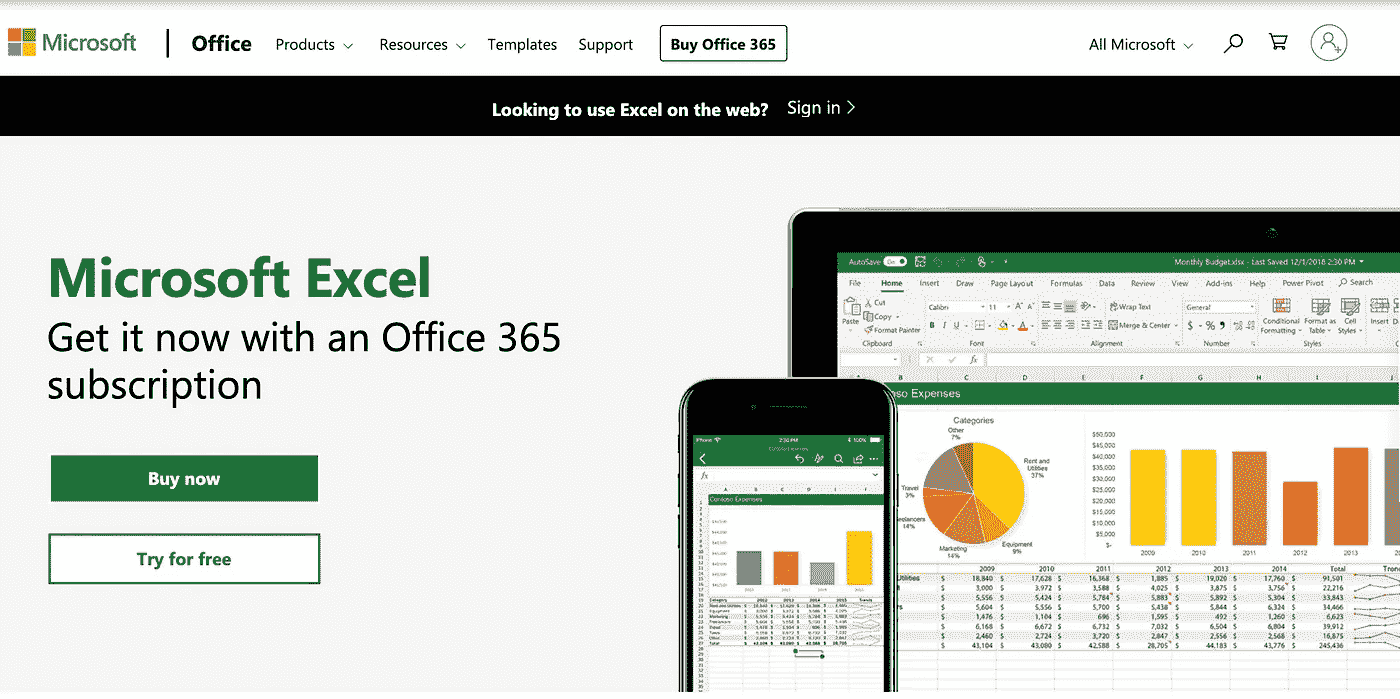 Microsoft | Office Products Resources Templates Support Buy Office 365 All Microsoft
Looking to use Excel on the web? Sign in
Microsoft Excel
Get it now with an Office 365
subscription
Buy now
Try for free
AutoSave On Monthly Budget.xlsx - Last Saved 12/1/2018 2:30 PM
File Home Insert Draw Page Layout Formulas Data Review View Add-ins Help Power Pivot Search
Paste Cut Copy Format Painter
Calibri 11
B I U
Wrap Text
Merge & Center
General
$ %
Conditional Formatting
Format as Table
Cell Styles
Insert
Clipboard Font Alignment Number Styles
fx
B C D E F G H I J
Expenses
Categories
Other
7%
Rent and
Utilities
37%
Travel
3%
14%
Marketing
14%
Equipment
9%
$50,000
$45,000
$40,000
$35,000
$30,000
$25,000
$20,000
$15,000
$10,000
$5,000
$-
2009 2010 2011 2012 2013
2009 2010 2011 2012 2013 2014 Total
Utilities $ 18,840 $ 17,628 $ 16,368 $ 1,885 $ 19,020 $ 17,760 $ 91,501
$ 3,000 $ 3,972 $ 3,588 $ 4,025 $ 3,875 $ 3,756 $ 22,216
$ 5,556 $ 5,424 $ 5,784 $ 5,883 $ 5,892 $ 5,304 $ 33,843
$ 5,604 $ 5,556 $ 5,700 $ 5,438 $ 5,844 $ 6,324 $ 34,466
$ 1,476 $ 1,104 $ 696 $ 1,595 $ 492 $ 1,260 $ 6,623
$ 6,168 $ 6,672 $ 6,732 $ 7,032 $ 6,504 $ 6,804 $ 39,912
$ 2,460 $ 2,724 $ 3,720 $ 2,847 $ 2,556 $ 2,568 $ 16,875
$ 43,104 $ 43,080 $ 42,588 $ 28,705 $ 44,183 $ 43,776 $ 245,436
iPhone 2:30 PM 100%
fx
Contoso Expenses